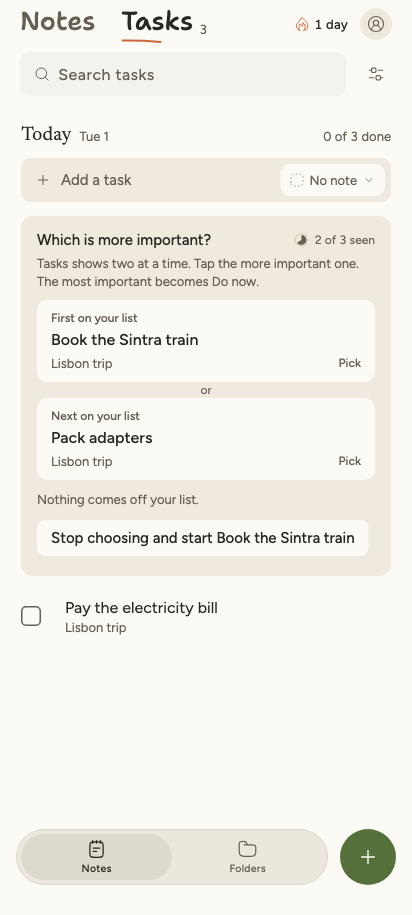 Notes Tasks 3 1 day
Search tasks
Today Tue 1 0 of 3 done
Add a task No note
Which is more important? 2 of 3 seen
Tasks shows two at a time. Tap the more important one.
The most important becomes Do now.
First on your list
Book the Sintra train
Lisbon trip Pick
or
Next on your list
Pack adapters
Lisbon trip Pick
Nothing comes off your list.
Stop choosing and start Book the Sintra train
Pay the electricity bill
Lisbon trip
Notes Folders